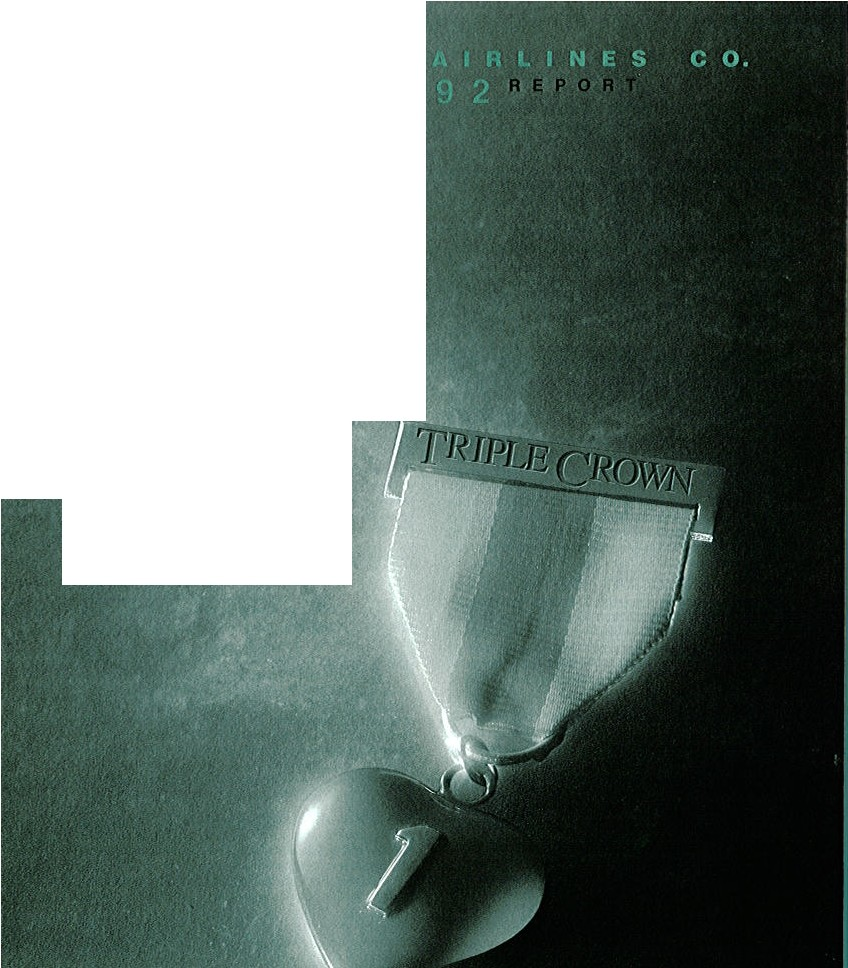 AIRLINES CO.
92 REPORT
TRIPLE CROWN
1